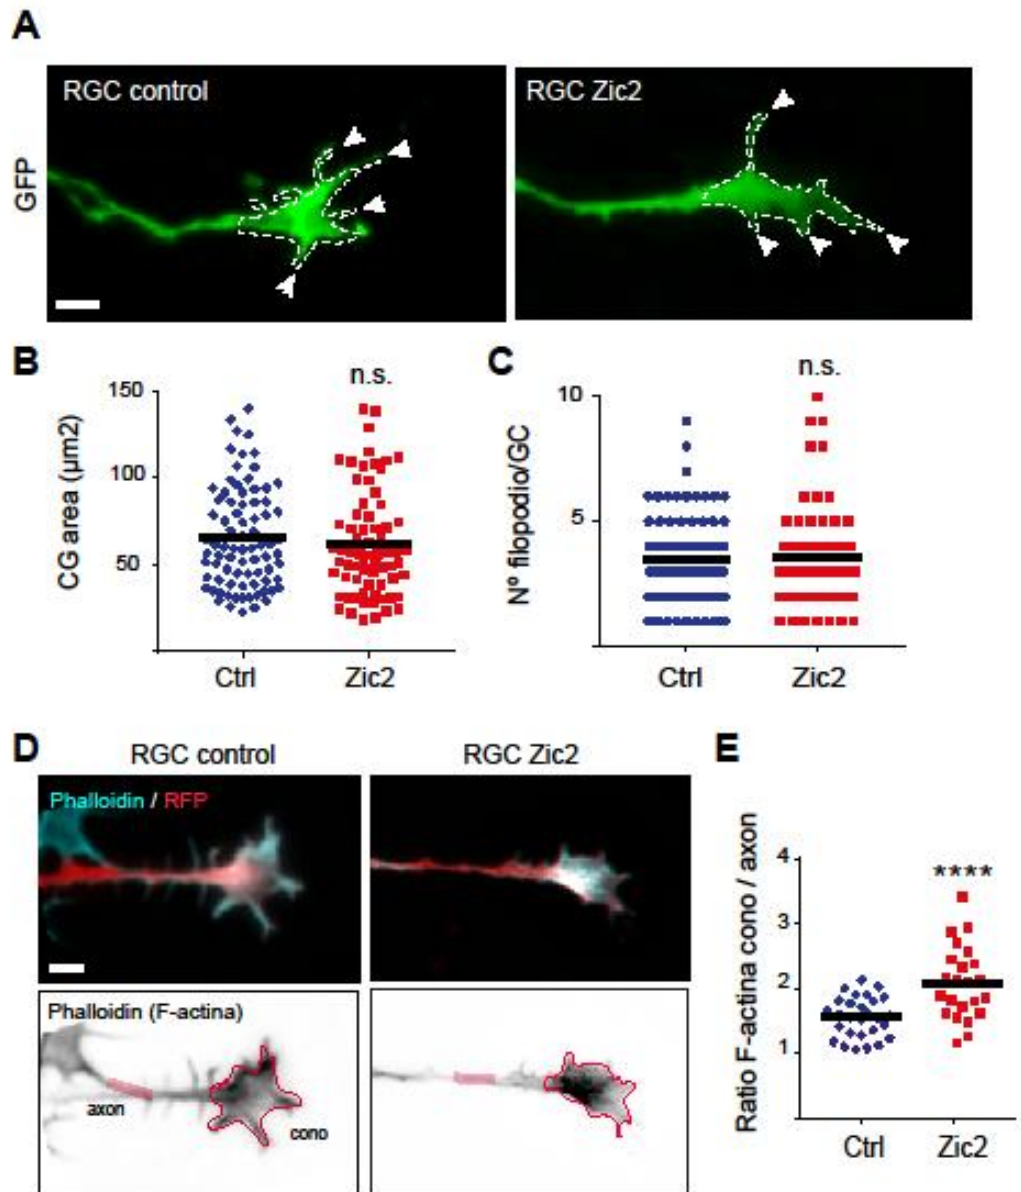 A
RGC control
RGC Zic2
GFP
B
n.s.
CG area (µm2)
150
100
50
Ctrl
Zic2
C
n.s.
Nº filopodio/GC
10
5
Ctrl
Zic2
D
RGC control
RGC Zic2
Phalloidin / RFP
Phalloidin (F-actina)
axon
cono
E
Ratio F-actina cono / axon
4
3
2
1
****
Ctrl
Zic2